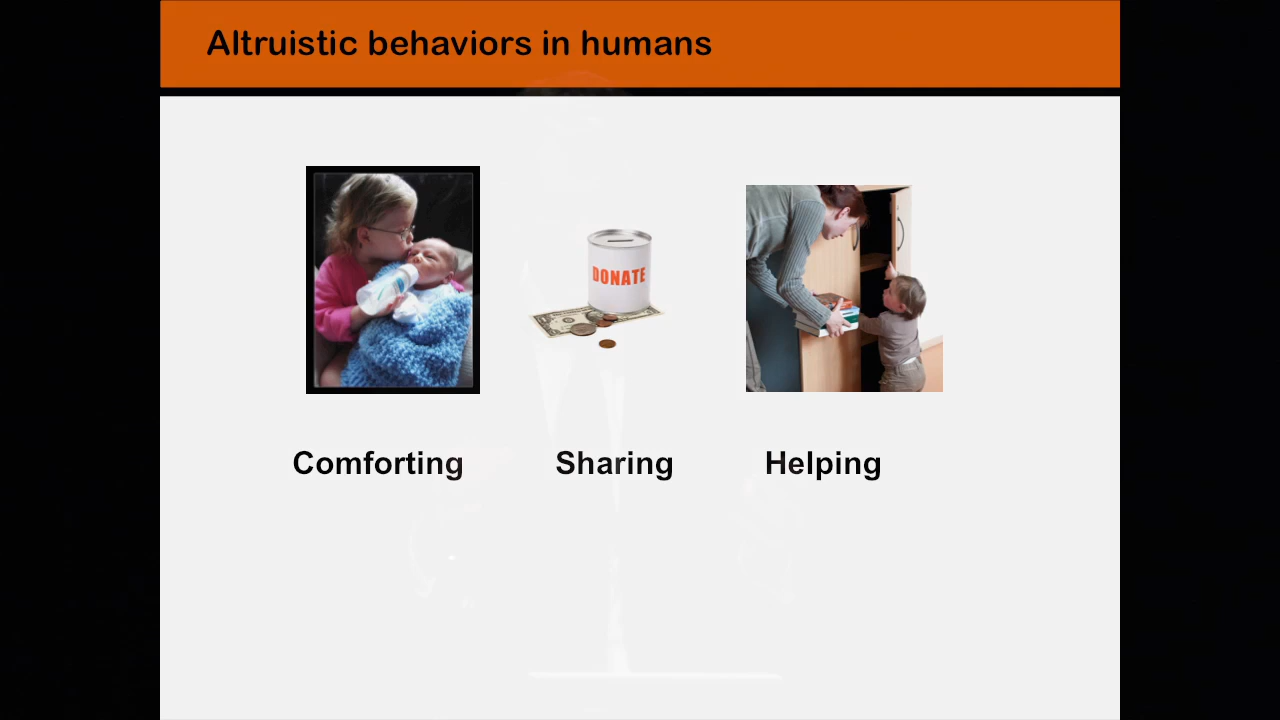 Altruistic behaviors in humans
DONATE
Comforting
Sharing
Helping